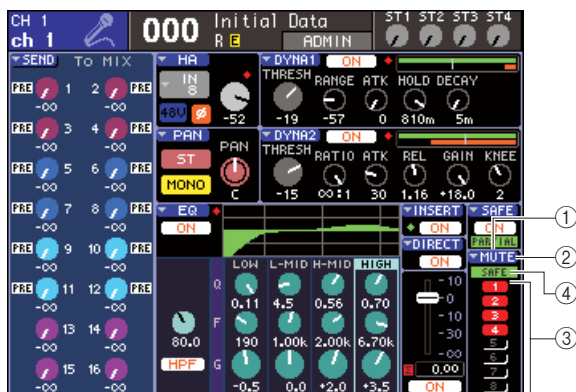 CH 1
ch 1
000
Initial Data
R E
ADMIN
ST1 ST2 ST3 ST4
SEND TO MIX
PRE 1 2 PRE
-∞ -∞
PRE 3 4 PRE
-∞ -∞
PRE 5 6 PRE
-∞ -∞
PRE 7 8 PRE
-∞ -∞
PRE 9 10 PRE
-∞ -∞
PRE 11 12 PRE
-∞ -∞
13 14
-∞ -∞
15 16
-∞ -∞
HA
IN
8
48V Ø
-52
DYNA1 ON
THRESH RANGE ATK HOLD DECAY
-19 -57 0 810m 5m
PAN
ST
MONO
PAN
C
DYNA2 ON
THRESH RATIO ATK REL GAIN KNEE
-15 ∞:1 30 1.16 +18.0 2
EQ
ON
LOW L-MID H-MID HIGH
Q
0.11 4.5 0.56 0.70
F
80.0 190 1.00k 2.00k 6.70k
HPF
G
-0.5 0.0 +2.0 +3.5
INSERT
ON
DIRECT
ON
-10
-0
-10
-30
-∞
0.00
ON
SAFE
ON
PARTIAL
MUTE
SAFE
1
2
3
4
5
6
7
8
①
②
④
③